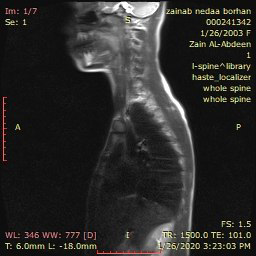 Im: 1/7
Se: 1
zainab nedaa borhan
000241342
1/26/2003 F
Zain AL-Abdeen
1
l-spine^library
haste_localizer
whole spine
whole spine
S
A
P
I
WL: 346 WW: 777 [D]
T: 6.0mm L: -18.0mm
FS: 1.5
TR: 1500.0 TE: 101.0
1/26/2020 3:23:03 PM